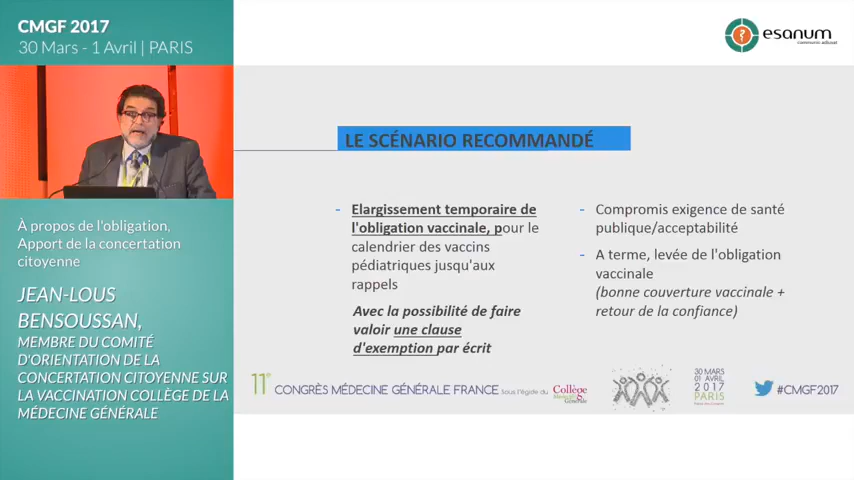 CMGF 2017
30 Mars - 1 Avril | PARIS
À propos de l'obligation,
Apport de la concertation
citoyenne
JEAN-LOUS
BENSOUSSAN,
MEMBRE DU COMITÉ
D'ORIENTATION DE LA
CONCERTATION CITOYENNE SUR
LA VACCINATION COLLÈGE DE LA
MÉDECINE GÉNÉRALE
esanum
communis adiuvat
LE SCÉNARIO RECOMMANDÉ
- Elargissement temporaire de
l'obligation vaccinale, pour le
calendrier des vaccins
pédiatriques jusqu'aux
rappels
Avec la possibilité de faire
valoir une clause
d'exemption par écrit
- Compromis exigence de santé
publique/acceptabilité
- A terme, levée de l'obligation
vaccinale
(bonne couverture vaccinale +
retour de la confiance)
11e CONGRÈS MÉDECINE GÉNÉRALE FRANCE sous l'égide du
Collège
Médecine
Générale
30 MARS
01 AVRIL
2017
PARIS
#CMGF2017